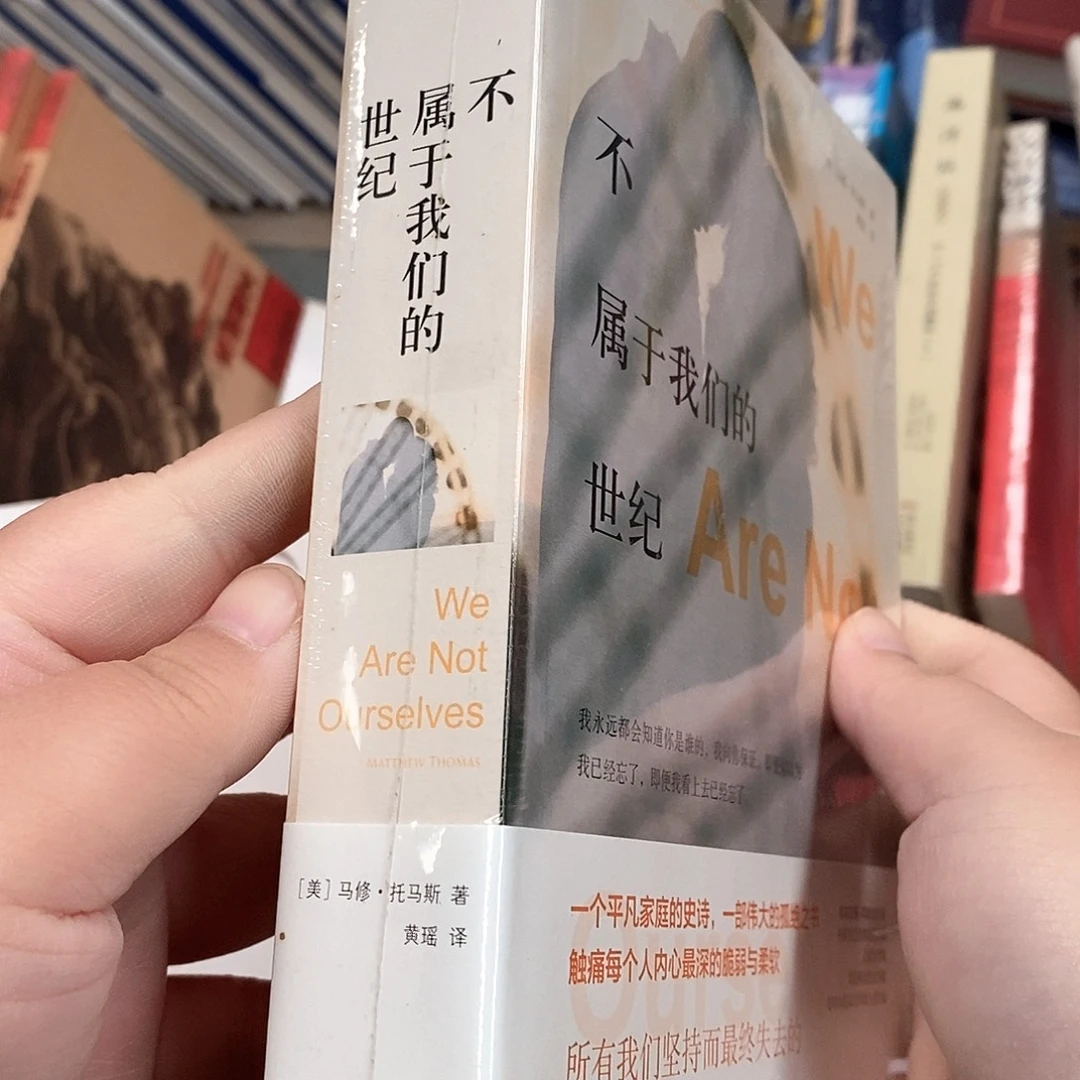 不
属于我们的
世纪
We
Are Not
Ourselves
MATTHEW THOMAS
[美] 马修·托马斯 著
黄瑶 译
不
属于我们的
世纪
We
Are No
我永远都会知道你是谁的，我向你保证，即使
我已经忘了，即便我看上去已经忘了
一个平凡家庭的史诗，一部伟大的孤独之书
触痛每个人内心最深的脆弱与柔软
Ourse
所有我们坚持而最终失去的